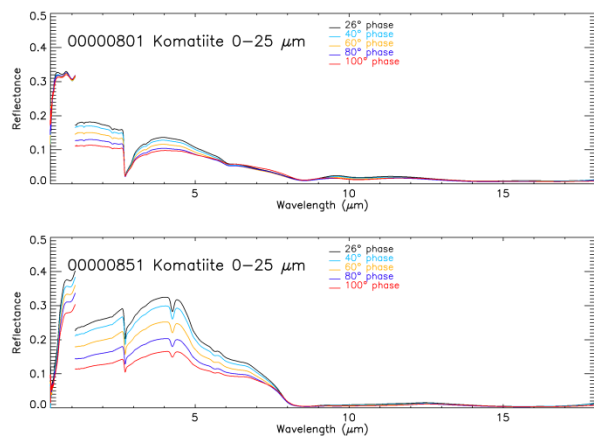 00000801 Komatiite 0-25 μm
26° phase
40° phase
60° phase
80° phase
100° phase
Reflectance
0.5
0.4
0.3
0.2
0.1
0.0
5 10 15
Wavelength (μm)
00000851 Komatiite 0-25 μm
26° phase
40° phase
60° phase
80° phase
100° phase
Reflectance
0.5
0.4
0.3
0.2
0.1
0.0
5 10 15
Wavelength (μm)